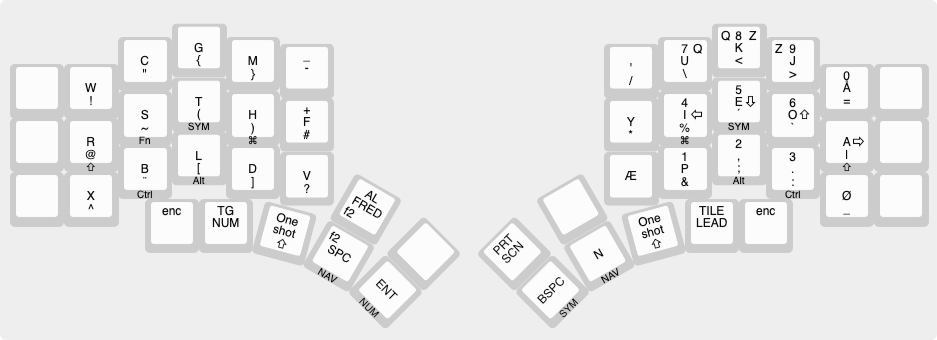 W
!
C
"
G
{
M
}
_
-
R
@
⇧
S
~
Fn
T
(
SYM
H
)
⌘
+
F
#
X
^
B
¨
Ctrl
L
[
Alt
D
]
V
?
enc
TG
NUM
One
shot
⇧
AL
FRED
f2
f2
SPC
NAV
ENT
NUM
'
/
7 Q
U
\
Q 8 Z
K
<
Z 9
J
>
0
Å
=
Y
*
4
I ⇦
%
⌘
5
E ⇩
´
SYM
6
O ⇧
`
A ⇨
|
⇧
Æ
1
P
&
2
,
;
Alt
3
.
:
Ctrl
Ø
_
PRT
SCN
BSPC
SYM
N
NAV
One
shot
⇧
TILE
LEAD
enc